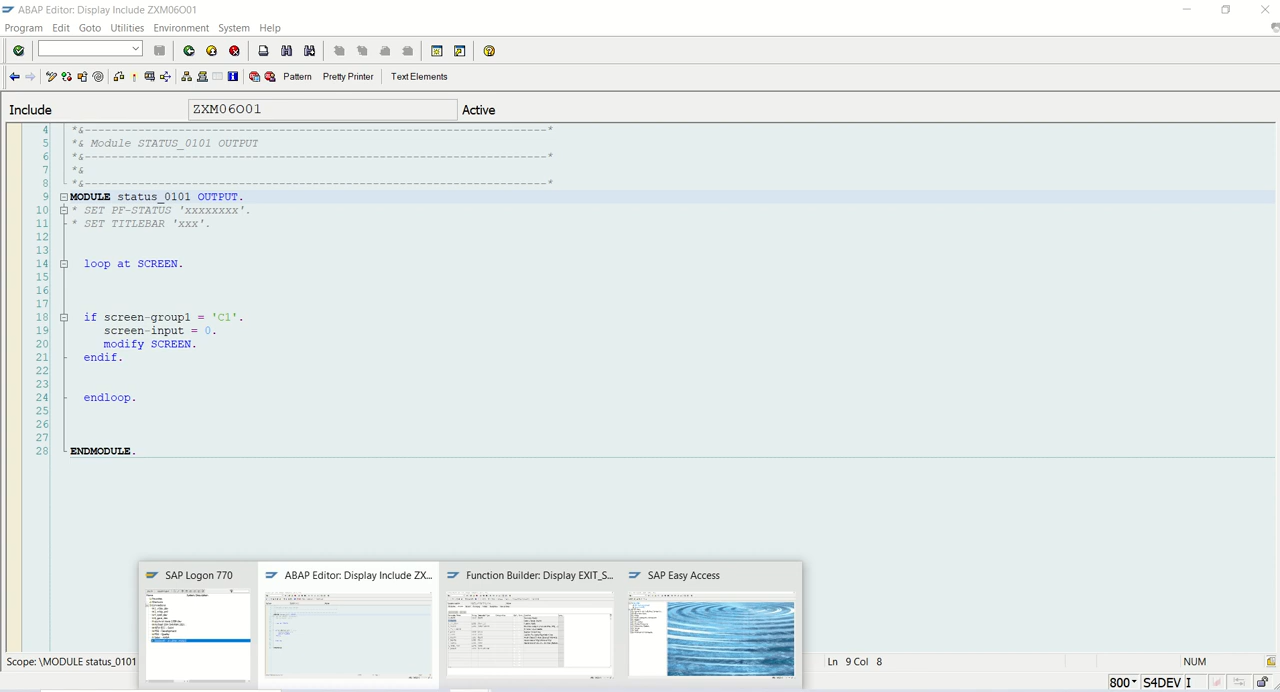 ABAP Editor: Display Include ZXM06O01
Program Edit Goto Utilities Environment System Help
Pattern Pretty Printer Text Elements
Include ZXM06O01 Active
4 *&---------------------------------------------------------------------*
5 *& Module STATUS_0101 OUTPUT
6 *&---------------------------------------------------------------------*
7 *&
8 *&---------------------------------------------------------------------*
9 MODULE status_0101 OUTPUT.
10 * SET PF-STATUS 'xxxxxxxx'.
11 * SET TITLEBAR 'xxx'.
12
13
14 loop at SCREEN.
15
16
17
18 if screen-group1 = 'C1'.
19 screen-input = 0.
20 modify SCREEN.
21 endif.
22
23
24 endloop.
25
26
27
28 ENDMODULE.
SAP Logon 770 ABAP Editor: Display Include ZX... Function Builder: Display EXIT_S... SAP Easy Access
Scope: \MODULE status_0101 Ln 9 Col 8 NUM
800 S4DEV